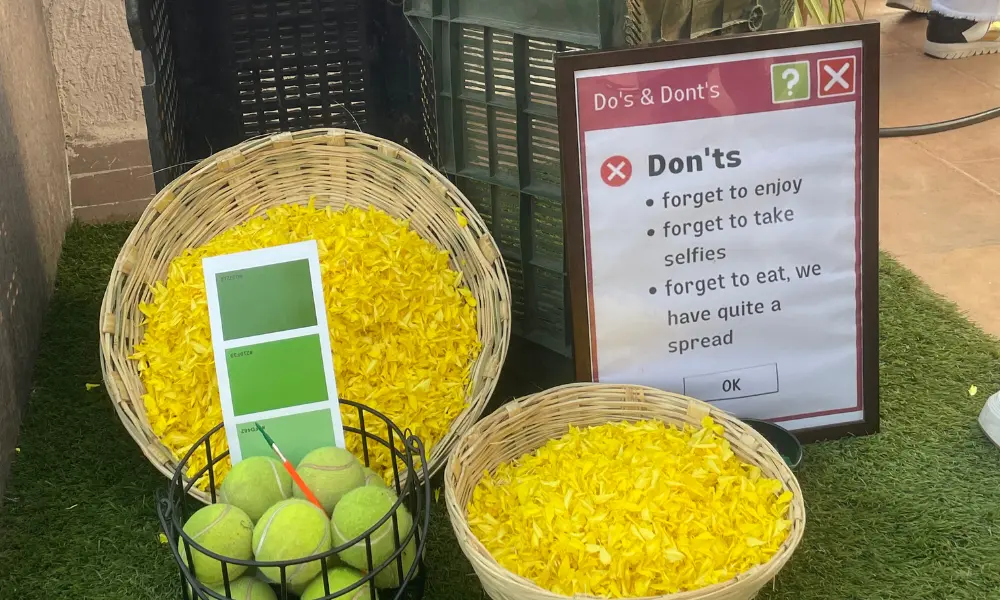 Do's & Dont's
?
Don'ts
• forget to enjoy
• forget to take
selfies
• forget to eat, we
have quite a
spread
OK